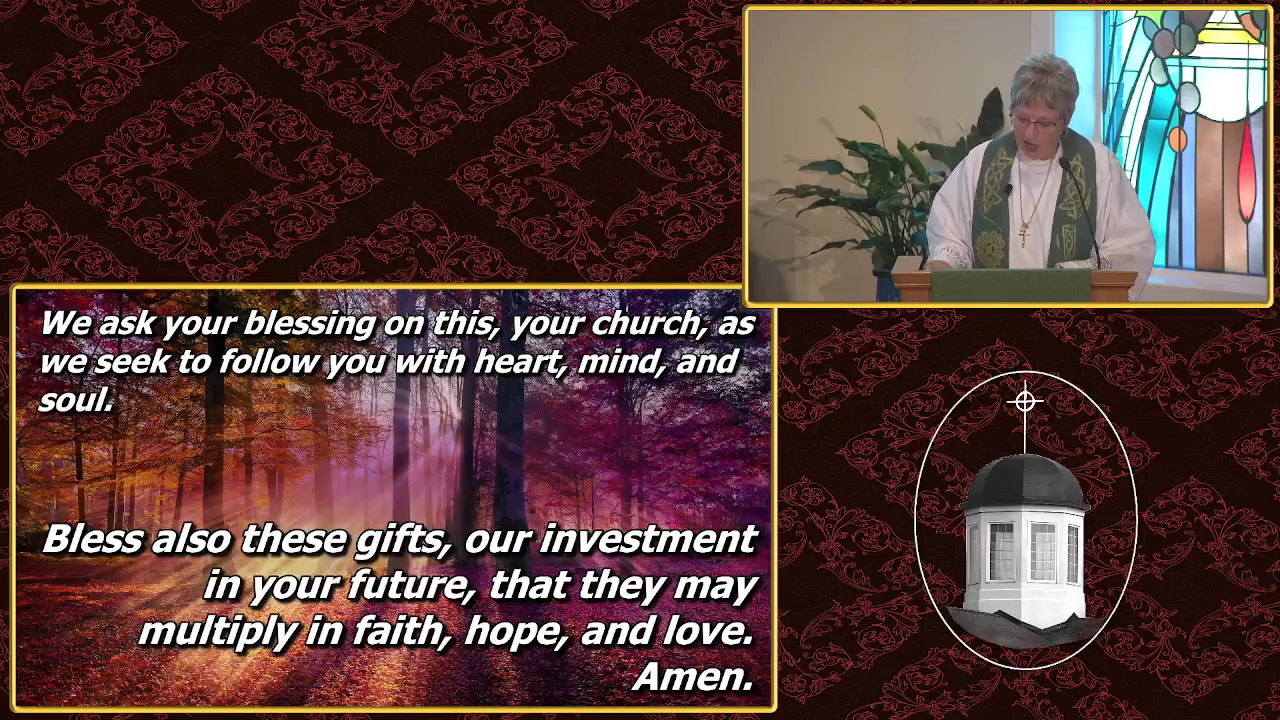 We ask your blessing on this, your church, as
we seek to follow you with heart, mind, and
soul.
Bless also these gifts, our investment
in your future, that they may
multiply in faith, hope, and love.
Amen.